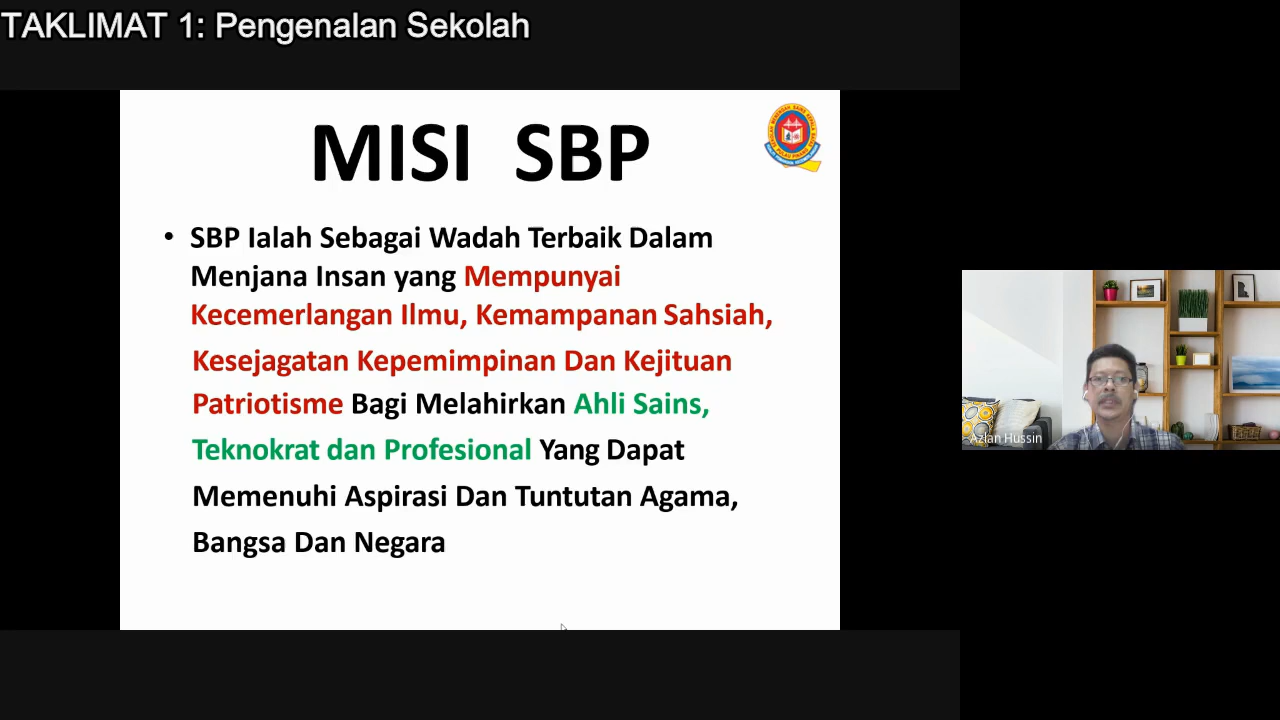 TAKLIMAT 1: Pengenalan Sekolah
MISI SBP
• SBP Ialah Sebagai Wadah Terbaik Dalam
Menjana Insan yang Mempunyai
Kecemerlangan Ilmu, Kemampanan Sahsiah,
Kesejagatan Kepemimpinan Dan Kejituan
Patriotisme Bagi Melahirkan Ahli Sains,
Teknokrat dan Profesional Yang Dapat
Memenuhi Aspirasi Dan Tuntutan Agama,
Bangsa Dan Negara
Azlan Hussin